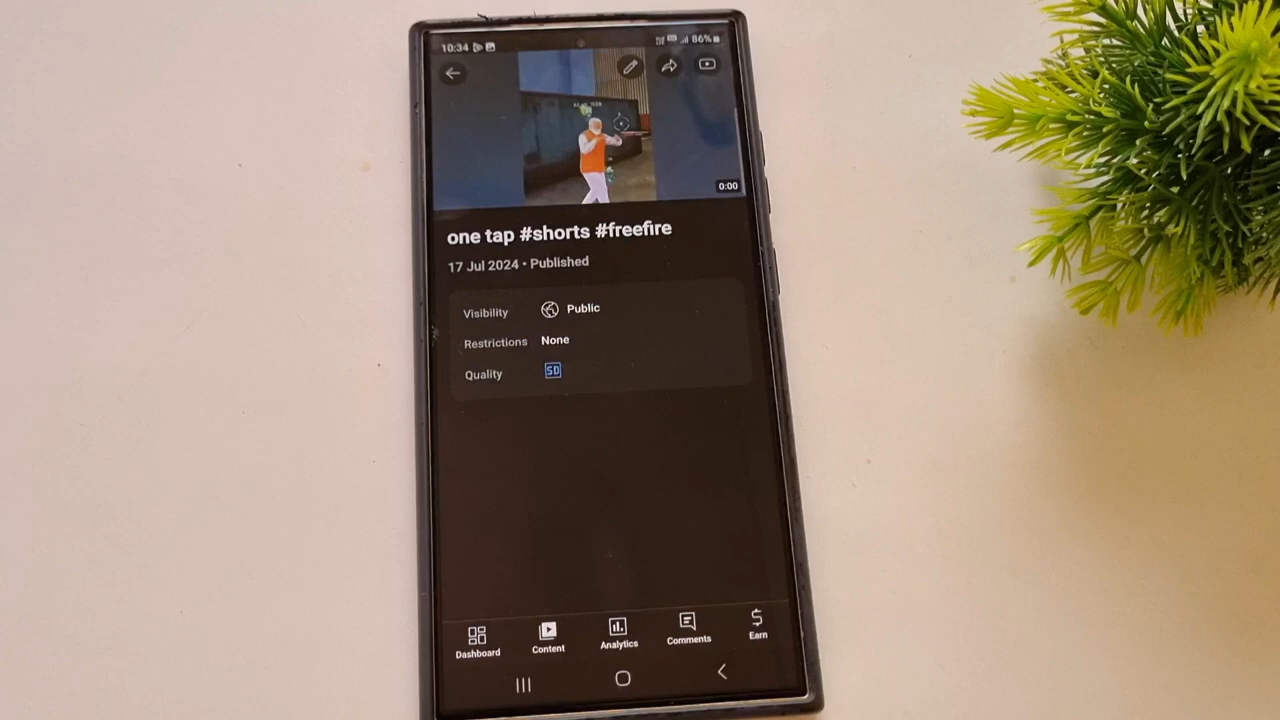 10:34 86%
0:00
one tap #shorts #freefire
17 Jul 2024 • Published
Visibility Public
Restrictions None
Quality SD
Dashboard Content Analytics Comments Earn